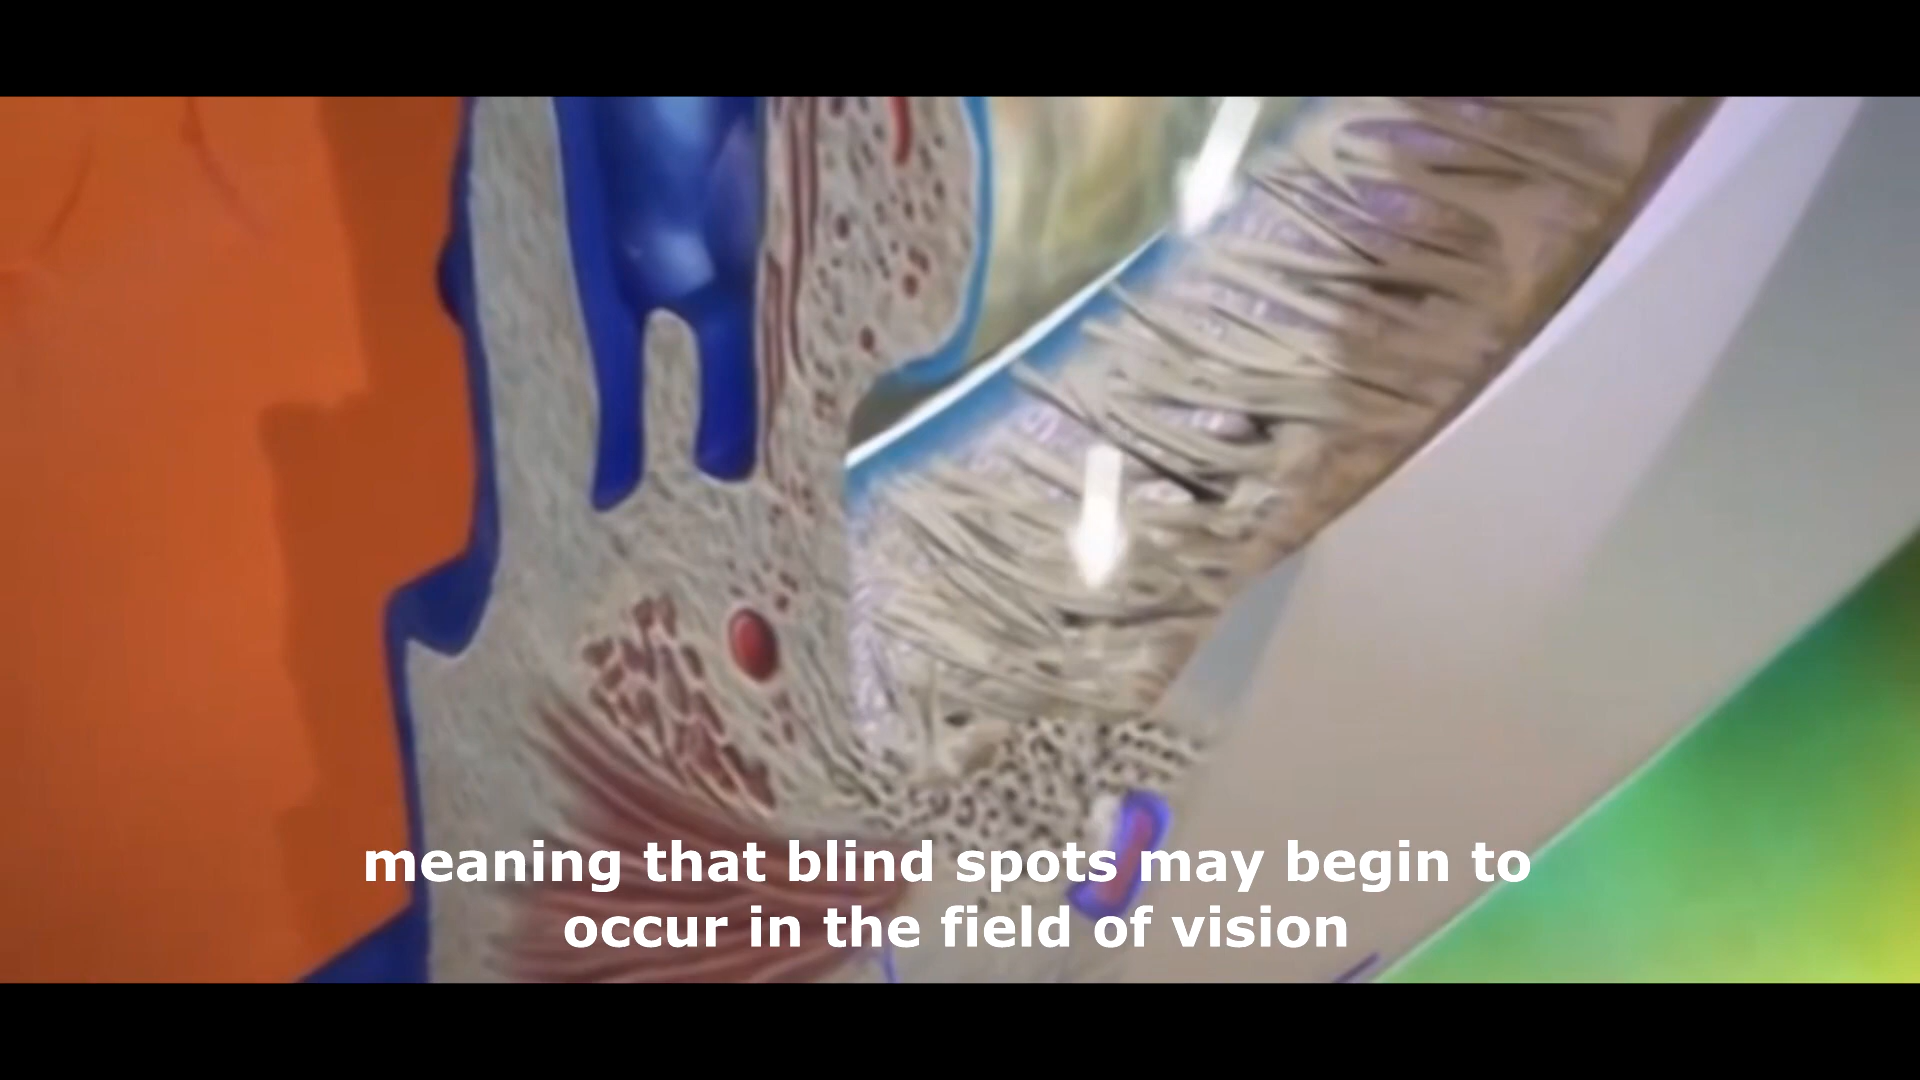 meaning that blind spots may begin to
occur in the field of vision